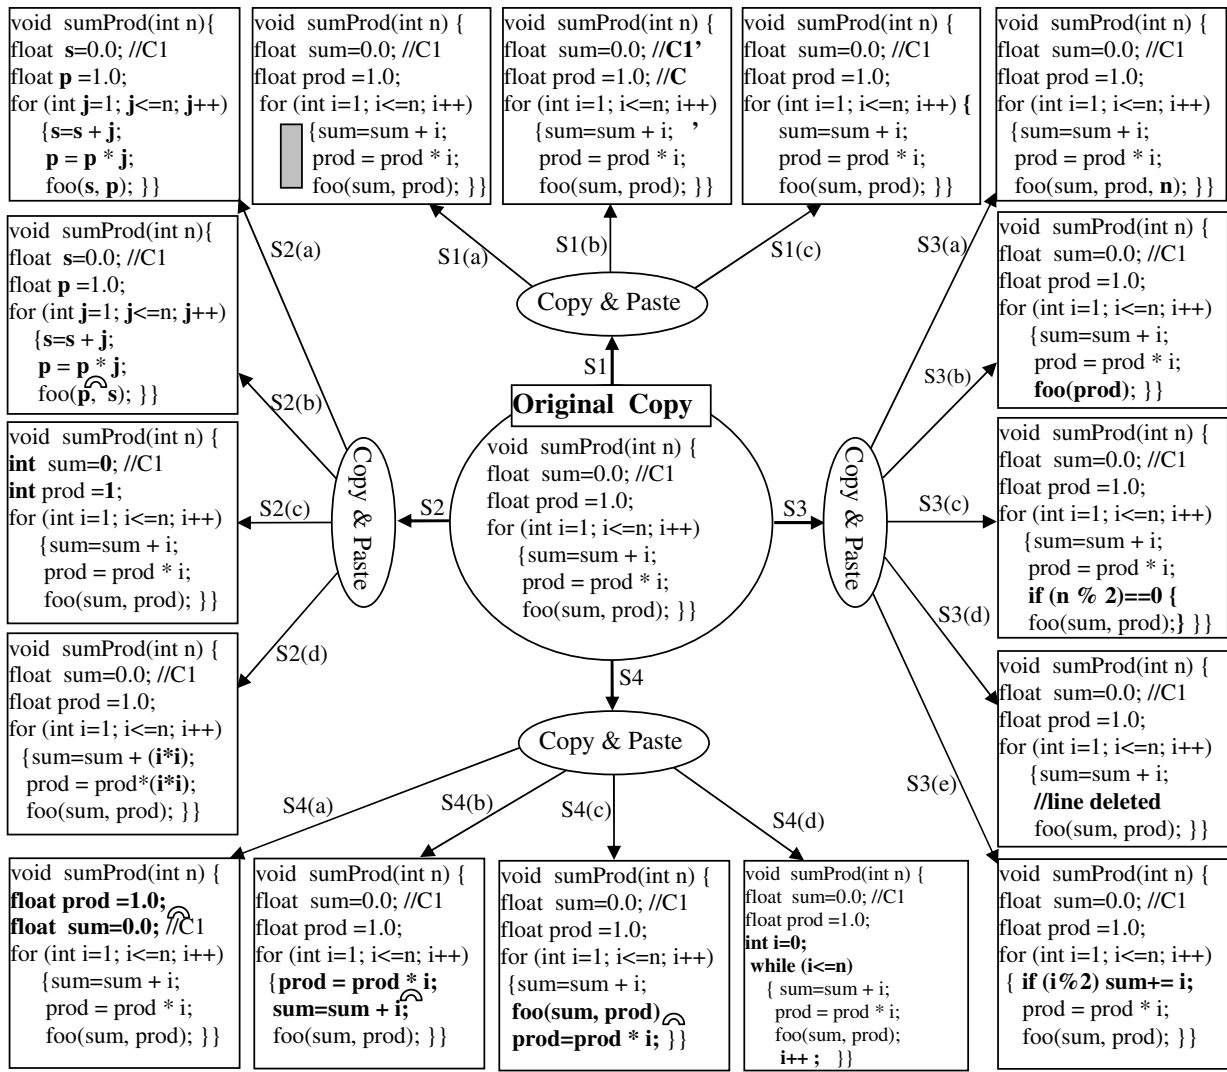 void sumProd(int n){
float s=0.0; //C1
float p =1.0;
for (int j=1; j<=n; j++)
{s=s + j;
p = p * j;
foo(s, p); }}
void sumProd(int n) {
float sum=0.0; //C1
float prod =1.0;
for (int i=1; i<=n; i++)
{sum=sum + i;
prod = prod * i;
foo(sum, prod); }}
void sumProd(int n) {
float sum=0.0; //C1’
float prod =1.0; //C
for (int i=1; i<=n; i++)
{sum=sum + i; ’
prod = prod * i;
foo(sum, prod); }}
void sumProd(int n) {
float sum=0.0; //C1
float prod =1.0;
for (int i=1; i<=n; i++) {
sum=sum + i;
prod = prod * i;
foo(sum, prod); }}
void sumProd(int n) {
float sum=0.0; //C1
float prod =1.0;
for (int i=1; i<=n; i++)
{sum=sum + i;
prod = prod * i;
foo(sum, prod, n); }}
S1(a)
S1(b)
S1(c)
Copy & Paste
S1
void sumProd(int n){
float s=0.0; //C1
float p =1.0;
for (int j=1; j<=n; j++)
{s=s + j;
p = p * j;
foo(p, s); }}
S2(a)
S2(b)
S2(c)
S2(d)
Copy & Paste
S2
void sumProd(int n) {
int sum=0; //C1
int prod =1;
for (int i=1; i<=n; i++)
{sum=sum + i;
prod = prod * i;
foo(sum, prod); }}
void sumProd(int n) {
float sum=0.0; //C1
float prod =1.0;
for (int i=1; i<=n; i++)
{sum=sum + (i*i);
prod = prod*(i*i);
foo(sum, prod); }}
Original Copy
void sumProd(int n) {
float sum=0.0; //C1
float prod =1.0;
for (int i=1; i<=n; i++)
{sum=sum + i;
prod = prod * i;
foo(sum, prod); }}
S3
Copy & Paste
S3(a)
S3(b)
S3(c)
S3(d)
S3(e)
void sumProd(int n) {
float sum=0.0; //C1
float prod =1.0;
for (int i=1; i<=n; i++)
{sum=sum + i;
prod = prod * i;
foo(prod); }}
void sumProd(int n) {
float sum=0.0; //C1
float prod =1.0;
for (int i=1; i<=n; i++)
{sum=sum + i;
prod = prod * i;
if (n % 2)==0 {
foo(sum, prod);} }}
void sumProd(int n) {
float sum=0.0; //C1
float prod =1.0;
for (int i=1; i<=n; i++)
{sum=sum + i;
//line deleted
foo(sum, prod); }}
S4
Copy & Paste
S4(a)
S4(b)
S4(c)
S4(d)
void sumProd(int n) {
float prod =1.0;
float sum=0.0; //C1
for (int i=1; i<=n; i++)
{sum=sum + i;
prod = prod * i;
foo(sum, prod); }}
void sumProd(int n) {
float sum=0.0; //C1
float prod =1.0;
for (int i=1; i<=n; i++)
{prod = prod * i;
sum=sum + i;
foo(sum, prod); }}
void sumProd(int n) {
float sum=0.0; //C1
float prod =1.0;
for (int i=1; i<=n; i++)
{sum=sum + i;
foo(sum, prod)
prod=prod * i; }}
void sumProd(int n) {
float sum=0.0; //C1
float prod =1.0;
int i=0;
while (i<=n)
{ sum=sum + i;
prod = prod * i;
foo(sum, prod);
i++ ; }}
void sumProd(int n) {
float sum=0.0; //C1
float prod =1.0;
for (int i=1; i<=n; i++)
{ if (i%2) sum+= i;
prod = prod * i;
foo(sum, prod); }}